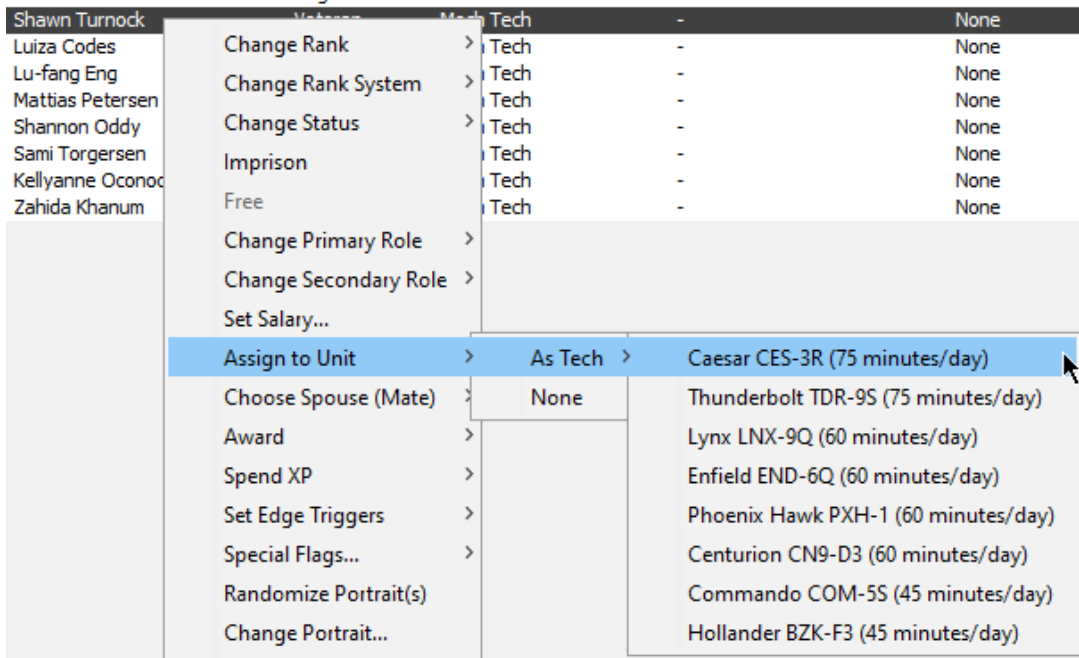 Shawn Turnock Veteran Mech Tech - None
Luiza Codes Tech - None
Lu-fang Eng Tech - None
Mattias Petersen Tech - None
Shannon Oddy Tech - None
Sami Torgersen Tech - None
Kellyanne Oconoc Tech - None
Zahida Khanum Tech - None
Change Rank
Change Rank System
Change Status
Imprison
Free
Change Primary Role
Change Secondary Role
Set Salary...
Assign to Unit
Choose Spouse (Mate)
Award
Spend XP
Set Edge Triggers
Special Flags...
Randomize Portrait(s)
Change Portrait...
As Tech
None
Caesar CES-3R (75 minutes/day)
Thunderbolt TDR-9S (75 minutes/day)
Lynx LNX-9Q (60 minutes/day)
Enfield END-6Q (60 minutes/day)
Phoenix Hawk PXH-1 (60 minutes/day)
Centurion CN9-D3 (60 minutes/day)
Commando COM-5S (45 minutes/day)
Hollander BZK-F3 (45 minutes/day)